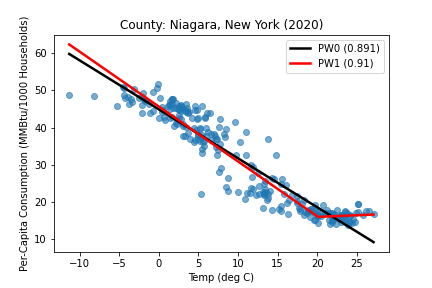 County: Niagara, New York (2020)
PW0 (0.891)
PW1 (0.91)
Per-Capita Consumption (MMBtu/1000 Households)
60
50
40
30
20
10
−10 −5 0 5 10 15 20 25
Temp (deg C)